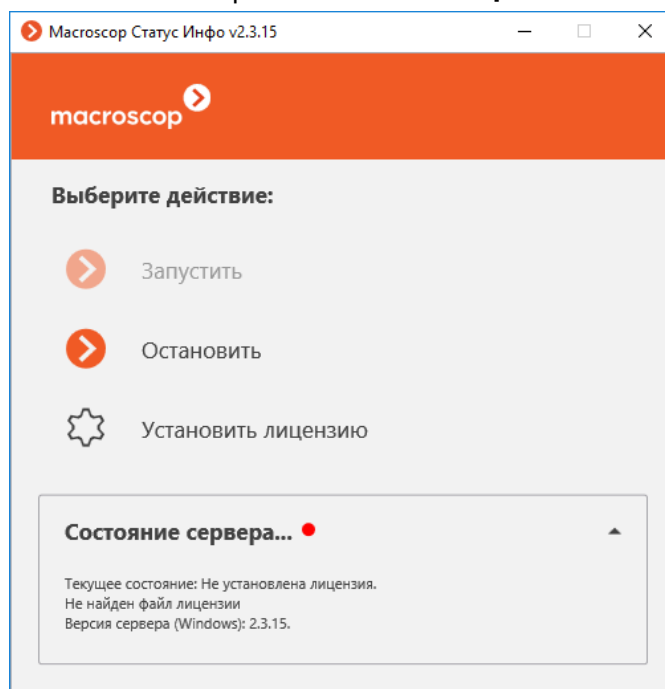 Macroscop Статус Инфо v2.3.15
macroscop
Выберите действие:
Запустить
Остановить
Установить лицензию
Состояние сервера...
Текущее состояние: Не установлена лицензия.
Не найден файл лицензии
Версия сервера (Windows): 2.3.15.